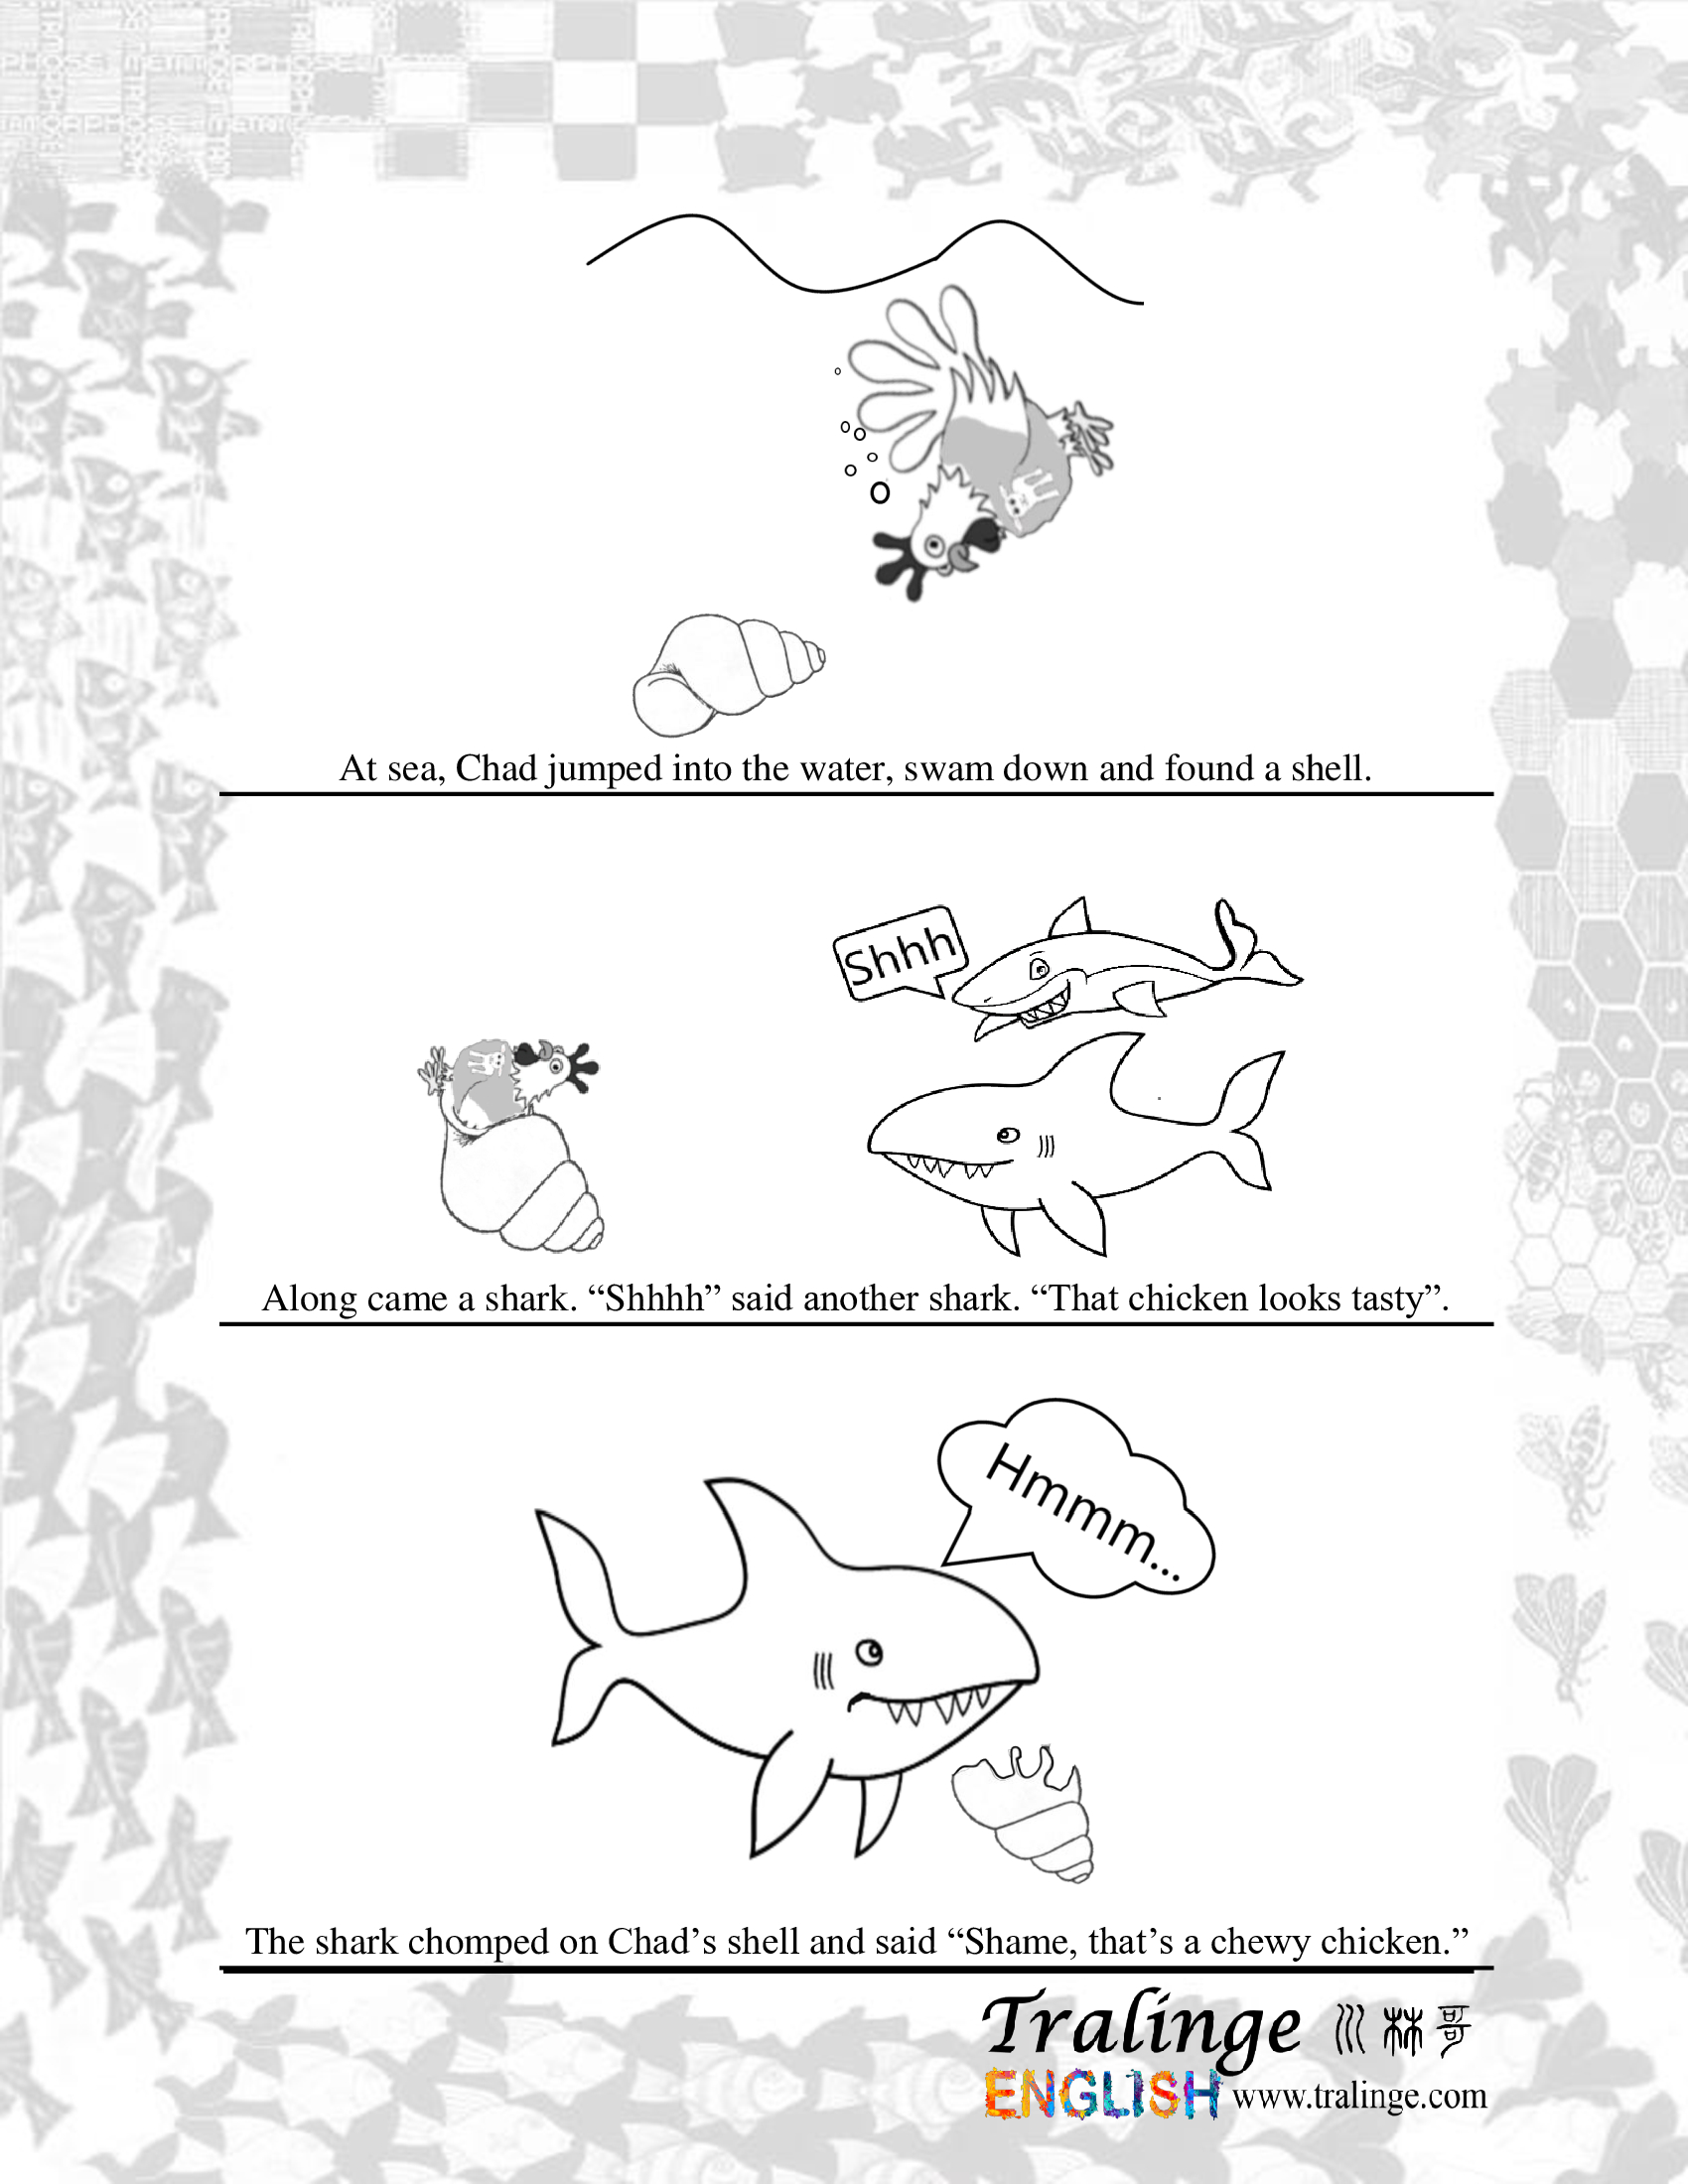 METAMORPHOSE METAMORPHOSE
At sea, Chad jumped into the water, swam down and found a shell.
Shhh
Along came a shark. “Shhhh” said another shark. “That chicken looks tasty”.
Hmmm...
The shark chomped on Chad’s shell and said “Shame, that’s a chewy chicken.”
Tralinge 川林哥
ENGLISH www.tralinge.com